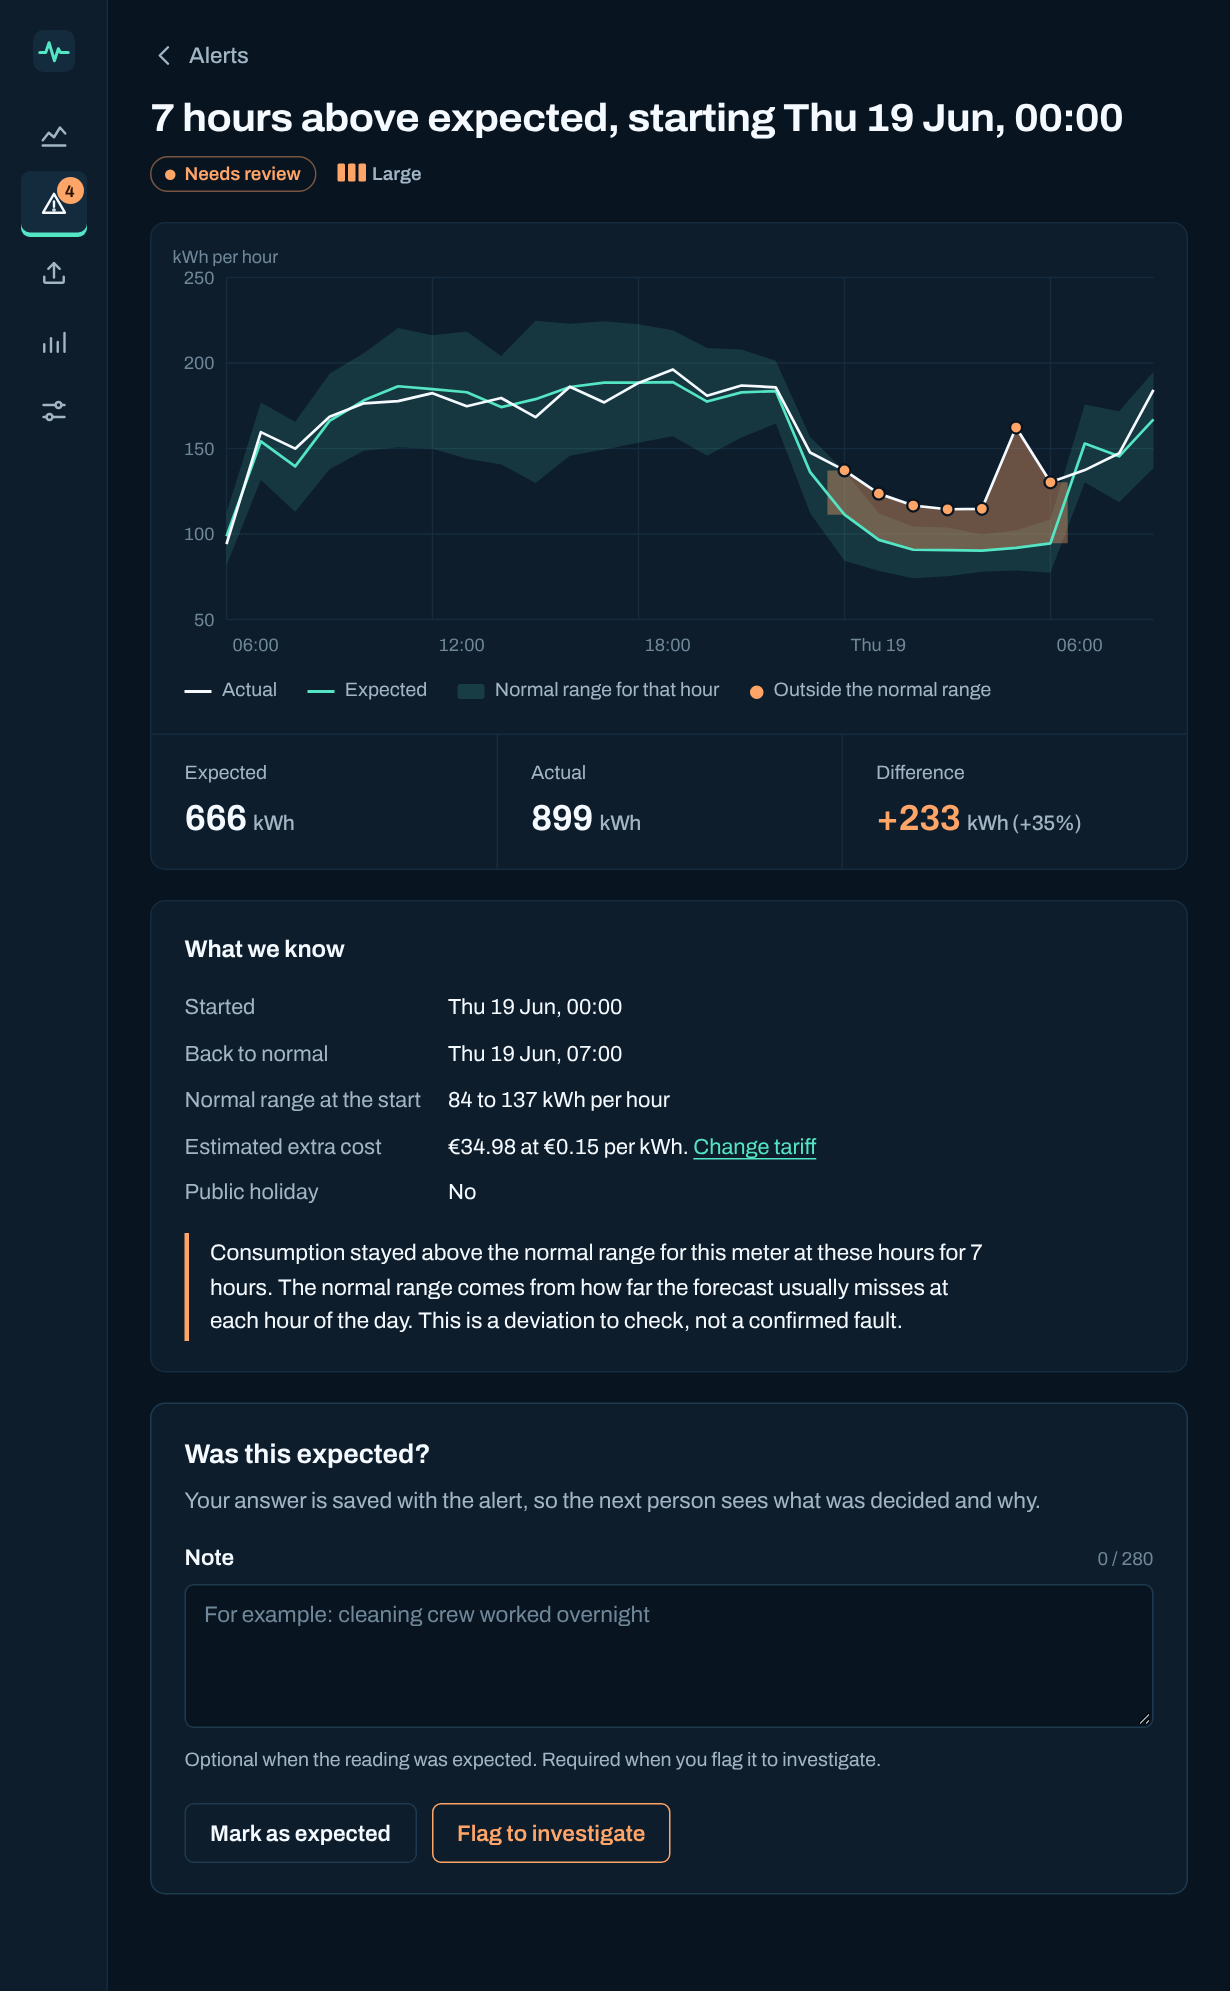 Alerts
7 hours above expected, starting Thu 19 Jun, 00:00
Needs review
Large
4
kWh per hour
250
200
150
100
50
06:00
12:00
18:00
Thu 19
06:00
Actual
Expected
Normal range for that hour
Outside the normal range
Expected
666 kWh
Actual
899 kWh
Difference
+233 kWh (+35%)
What we know
Started
Thu 19 Jun, 00:00
Back to normal
Thu 19 Jun, 07:00
Normal range at the start
84 to 137 kWh per hour
Estimated extra cost
€34.98 at €0.15 per kWh. Change tariff
Public holiday
No
Consumption stayed above the normal range for this meter at these hours for 7
hours. The normal range comes from how far the forecast usually misses at
each hour of the day. This is a deviation to check, not a confirmed fault.
Was this expected?
Your answer is saved with the alert, so the next person sees what was decided and why.
Note
0 / 280
For example: cleaning crew worked overnight
Optional when the reading was expected. Required when you flag it to investigate.
Mark as expected
Flag to investigate